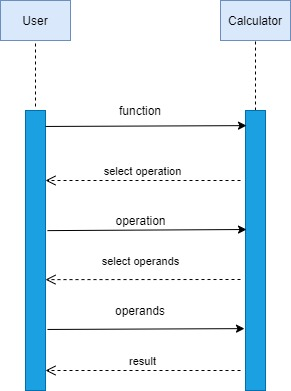 User
Calculator
function
select operation
operation
select operands
operands
result